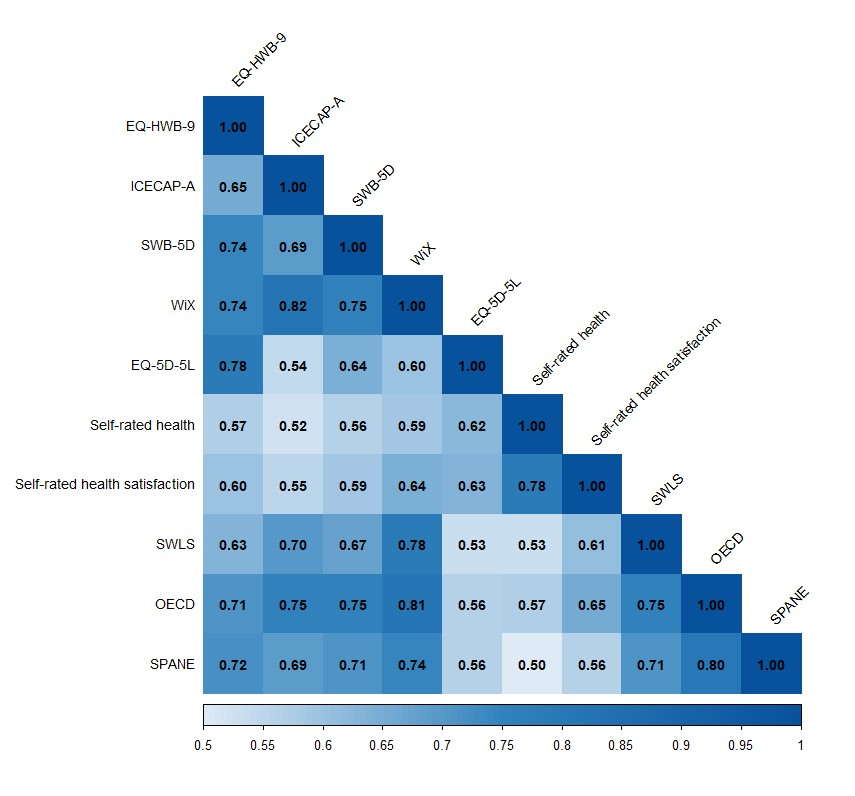 EQ-HWB-9
ICECAP-A
SWB-5D
WiX
EQ-5D-5L
Self-rated health
Self-rated health satisfaction
SWLS
OECD
SPANE
EQ-HWB-9 1.00
ICECAP-A 0.65 1.00
SWB-5D 0.74 0.69 1.00
WiX 0.74 0.82 0.75 1.00
EQ-5D-5L 0.78 0.54 0.64 0.60 1.00
Self-rated health 0.57 0.52 0.56 0.59 0.62 1.00
Self-rated health satisfaction 0.60 0.55 0.59 0.64 0.63 0.78 1.00
SWLS 0.63 0.70 0.67 0.78 0.53 0.53 0.61 1.00
OECD 0.71 0.75 0.75 0.81 0.56 0.57 0.65 0.75 1.00
SPANE 0.72 0.69 0.71 0.74 0.56 0.50 0.56 0.71 0.80 1.00
0.5 0.55 0.6 0.65 0.7 0.75 0.8 0.85 0.9 0.95 1